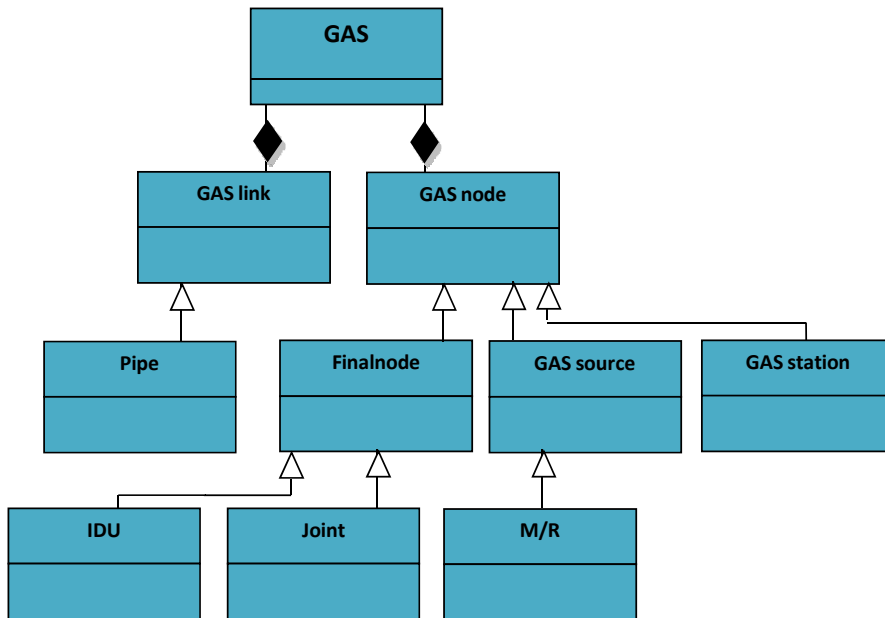 GAS
GAS link
GAS node
Pipe
Finalnode
GAS source
GAS station
IDU
Joint
M/R